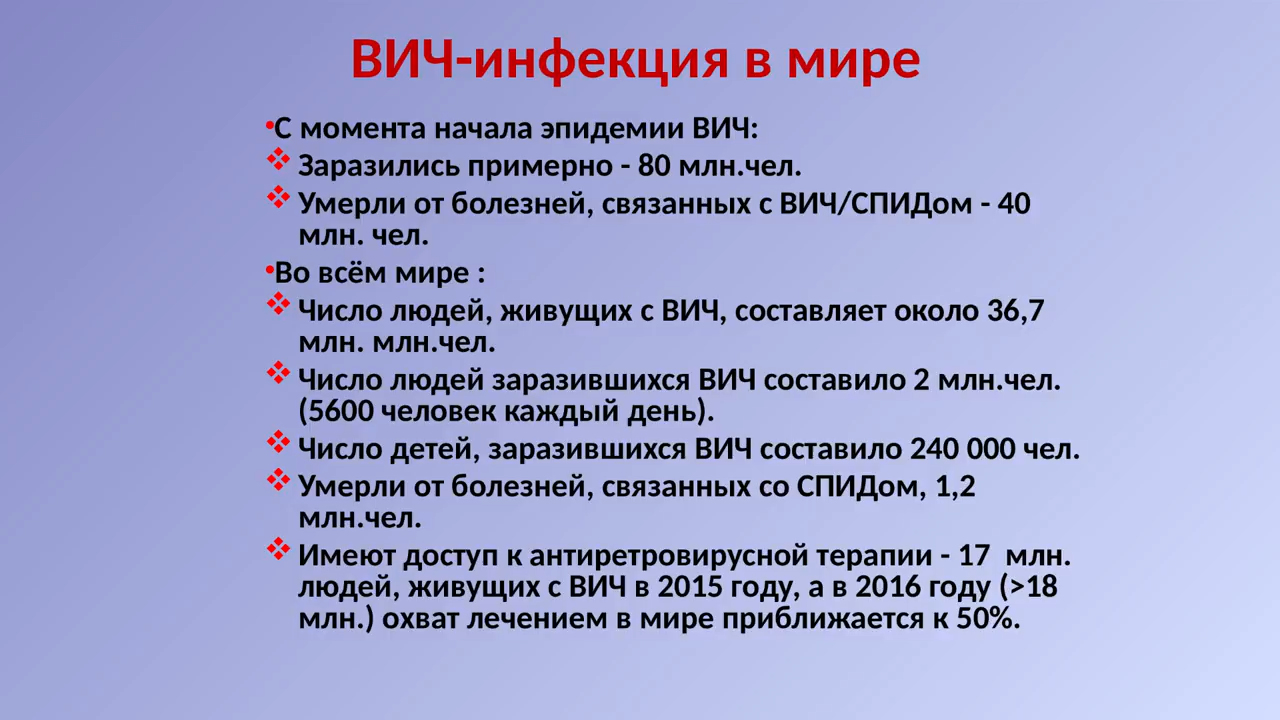 ВИЧ-инфекция в мире
•С момента начала эпидемии ВИЧ:
❖ Заразились примерно - 80 млн.чел.
❖ Умерли от болезней, связанных с ВИЧ/СПИДом - 40
млн. чел.
•Во всём мире :
❖ Число людей, живущих с ВИЧ, составляет около 36,7
млн. млн.чел.
❖ Число людей заразившихся ВИЧ составило 2 млн.чел.
(5600 человек каждый день).
❖ Число детей, заразившихся ВИЧ составило 240 000 чел.
❖ Умерли от болезней, связанных со СПИДом, 1,2
млн.чел.
❖ Имеют доступ к антиретровирусной терапии - 17  млн.
людей, живущих с ВИЧ в 2015 году, а в 2016 году (>18
млн.) охват лечением в мире приближается к 50%.